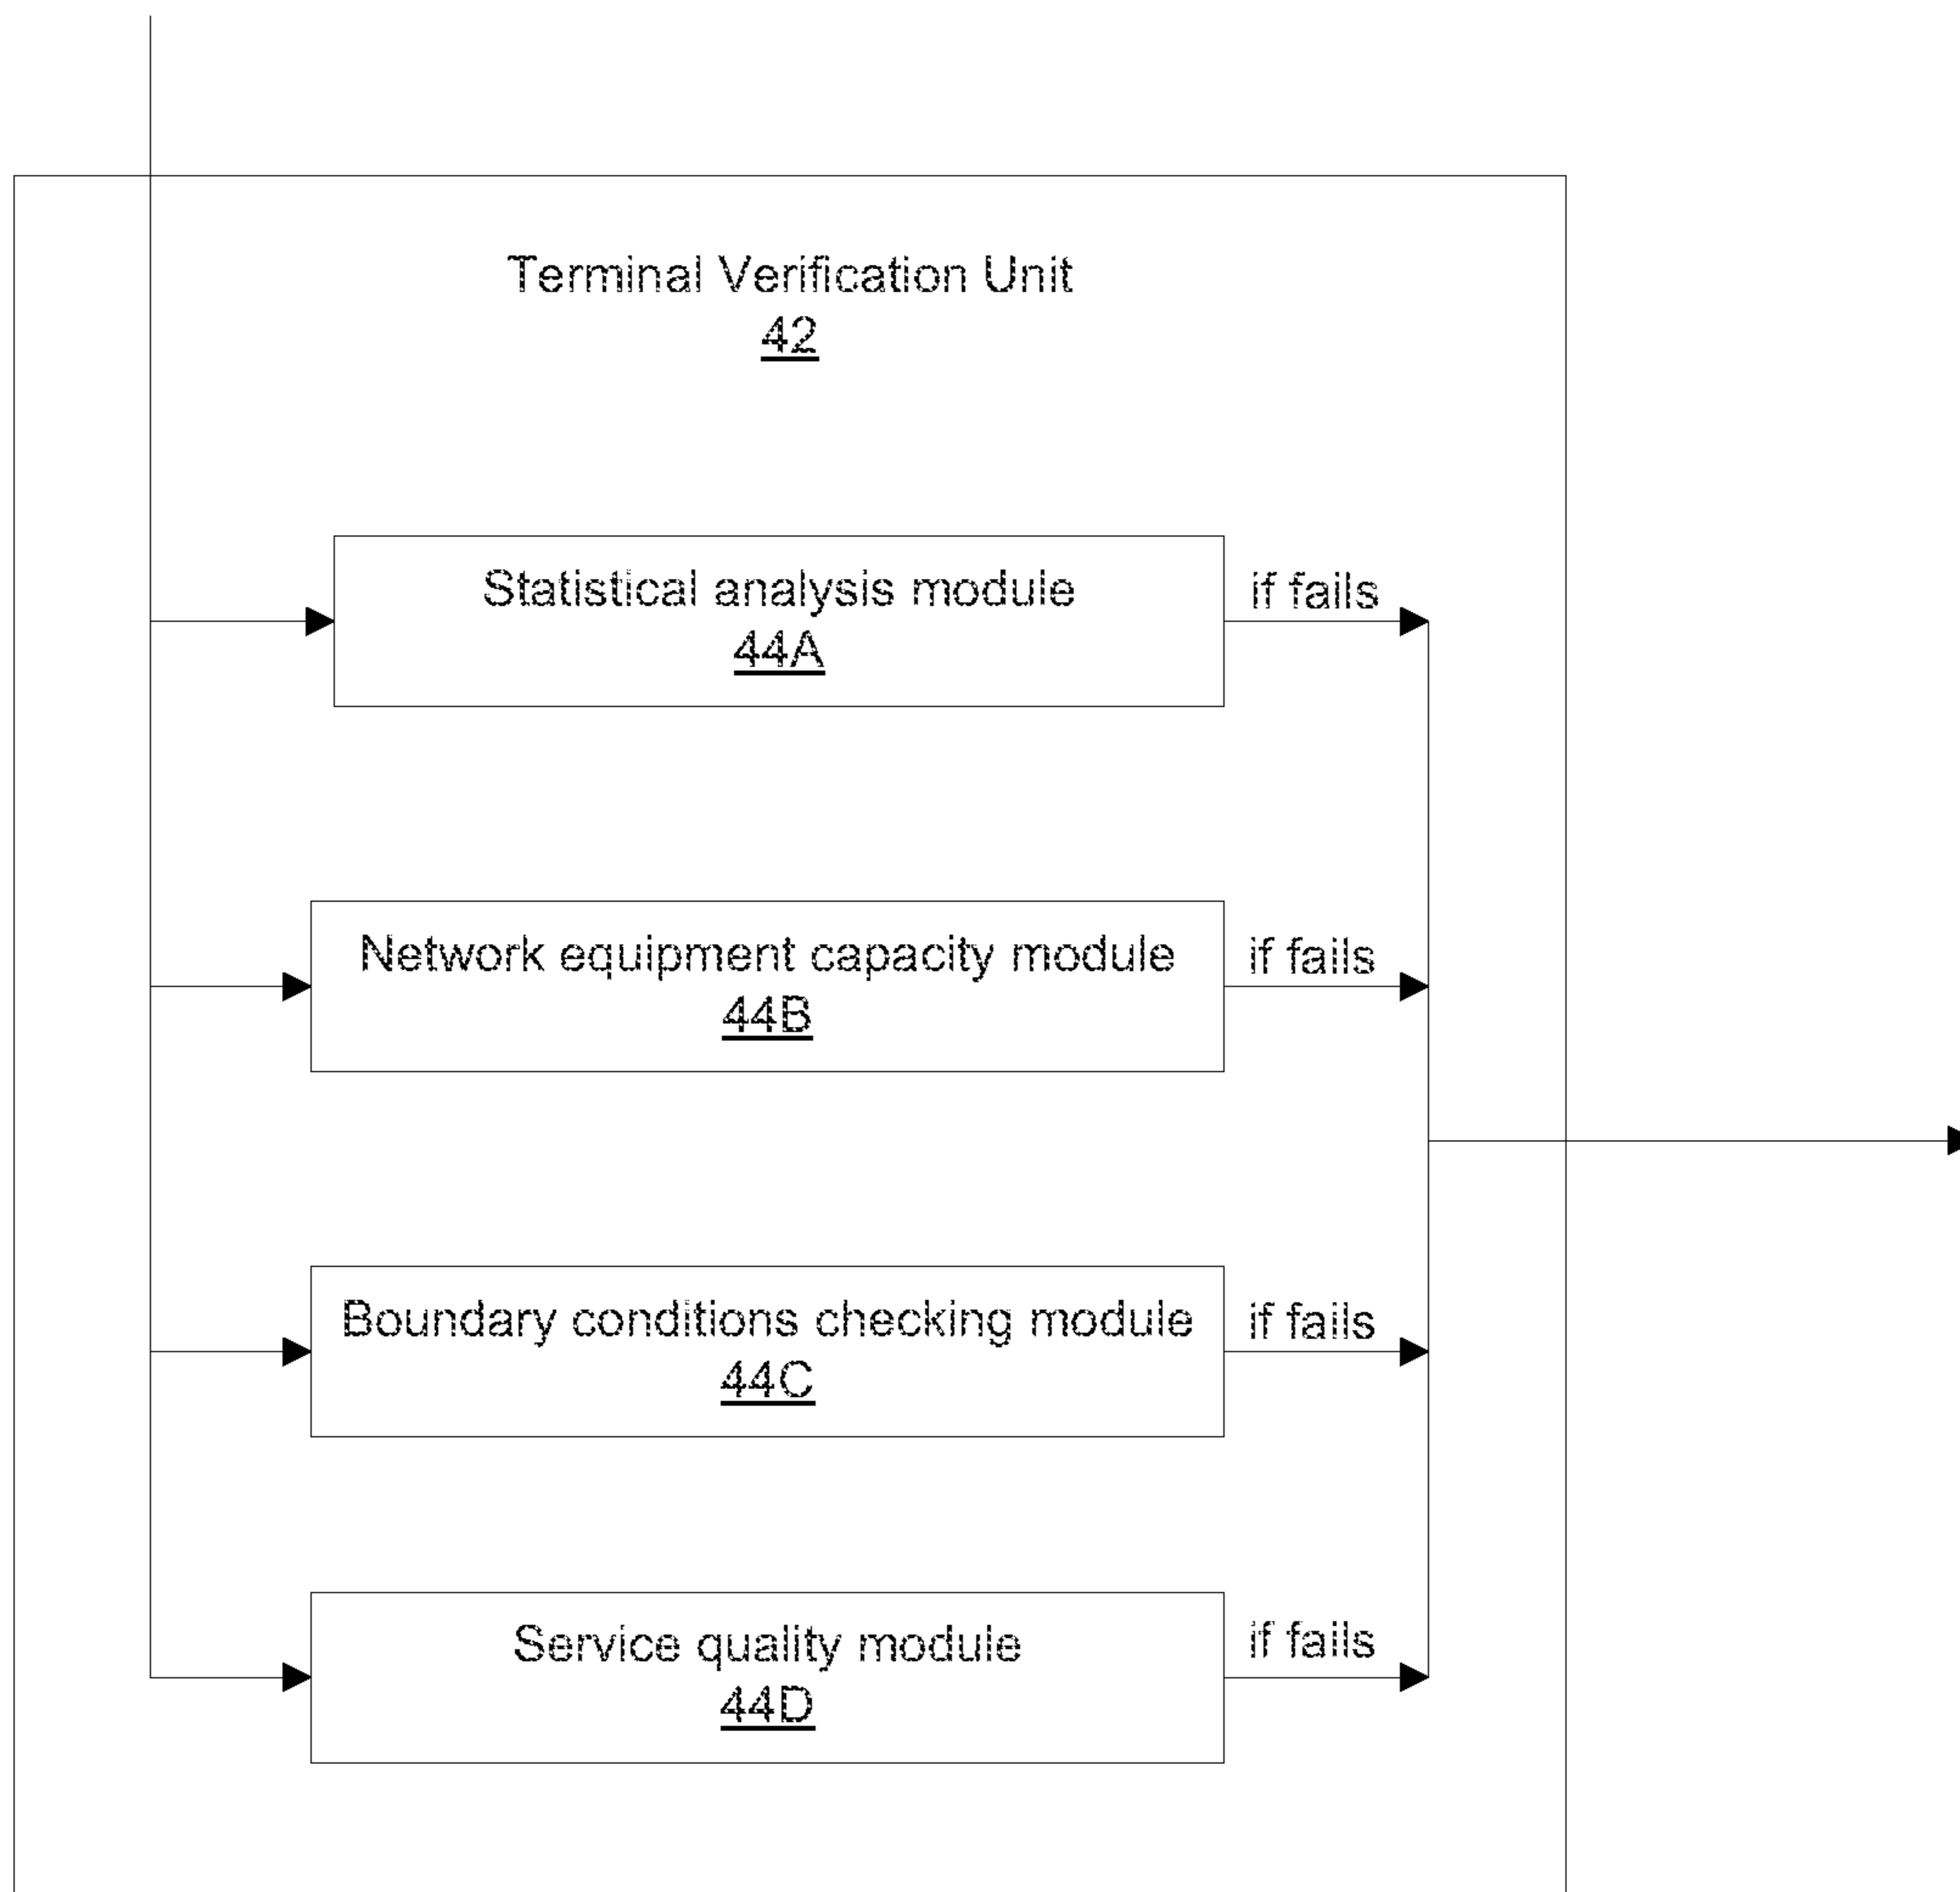 Terminal Verification Unit
42
Statistical analysis module
44A
if fails
Network equipment capacity module
44B
if fails
Boundary conditions checking module
44C
if fails
Service quality module
44D
if fails